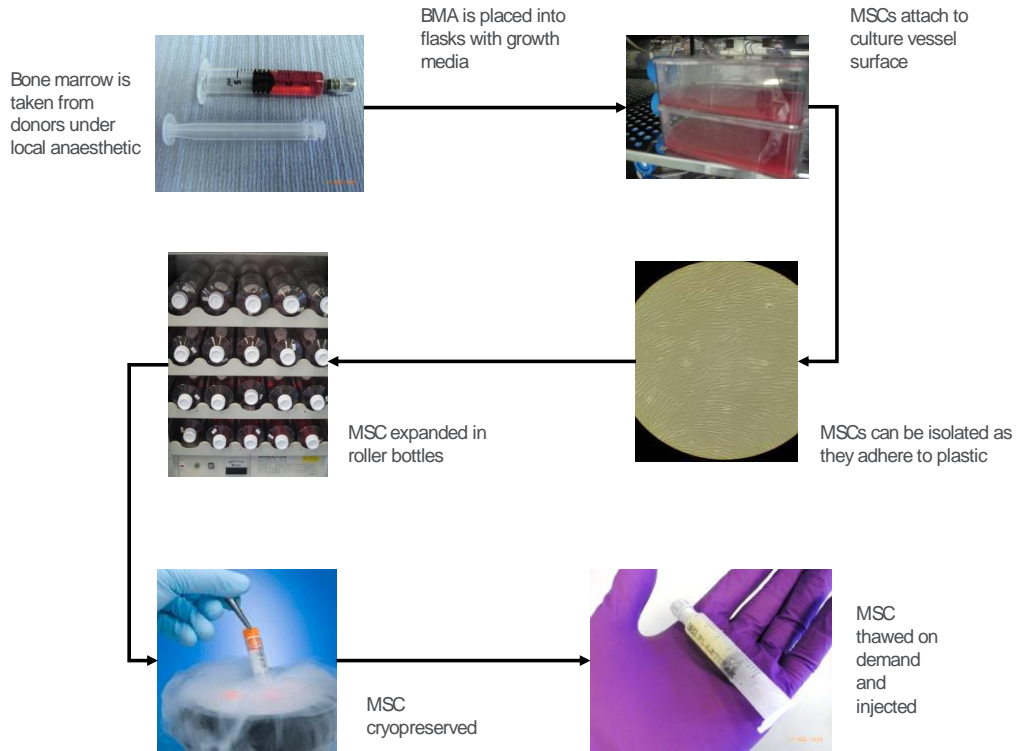 BMA is placed into
flasks with growth
media
MSCs attach to
culture vessel
surface
Bone marrow is
taken from
donors under
local anaesthetic
5
MSC expanded in
roller bottles
MSCs can be isolated as
they adhere to plastic
MSC
cryopreserved
MSC
thawed on
demand
and
injected